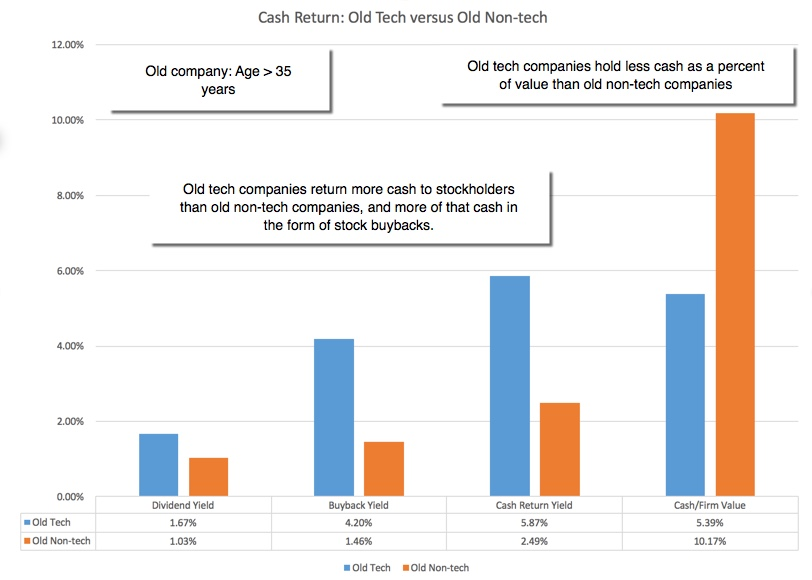 Cash Return: Old Tech versus Old Non-tech
12.00%
10.00%
8.00%
6.00%
4.00%
2.00%
0.00%
Old company: Age > 35
years
Old tech companies hold less cash as a percent
of value than old non-tech companies
Old tech companies return more cash to stockholders
than old non-tech companies, and more of that cash in
the form of stock buybacks.
Dividend Yield Buyback Yield Cash Return Yield Cash/Firm Value
Old Tech 1.67% 4.20% 5.87% 5.39%
Old Non-tech 1.03% 1.46% 2.49% 10.17%
Old Tech Old Non-tech